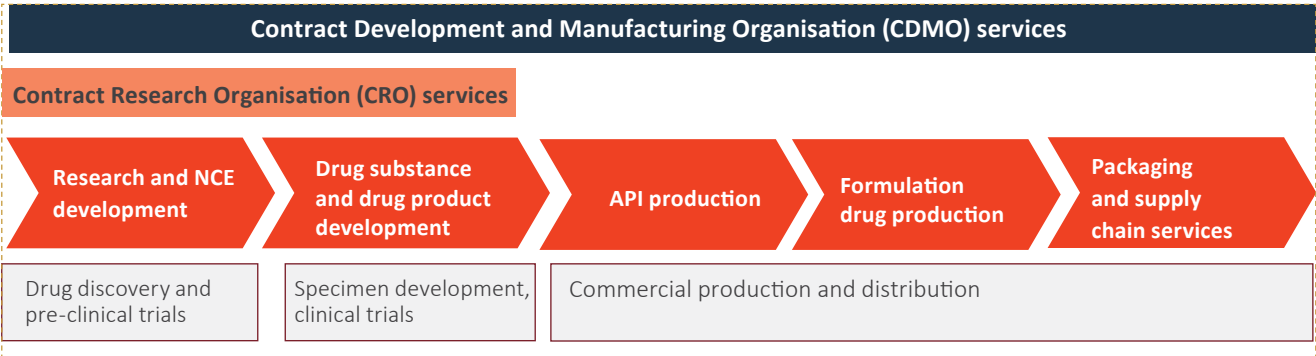 Contract Development and Manufacturing Organisation (CDMO) services
Contract Research Organisation (CRO) services
Research and NCE
development
Drug substance
and drug product
development
API production
Formulation
drug production
Packaging
and supply
chain services
Drug discovery and
pre-clinical trials
Specimen development,
clinical trials
Commercial production and distribution